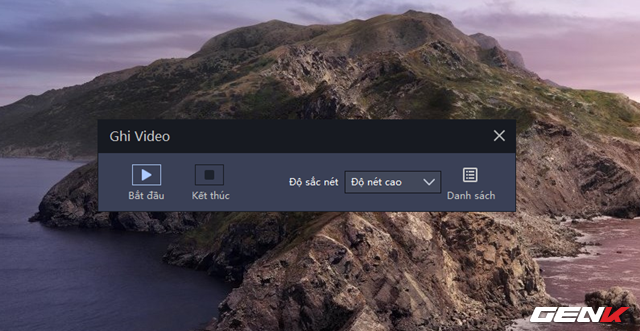 Ghi Video
Bắt đầu
Kết thúc
Độ sắc nét
Độ nét cao
Danh sách
GENK